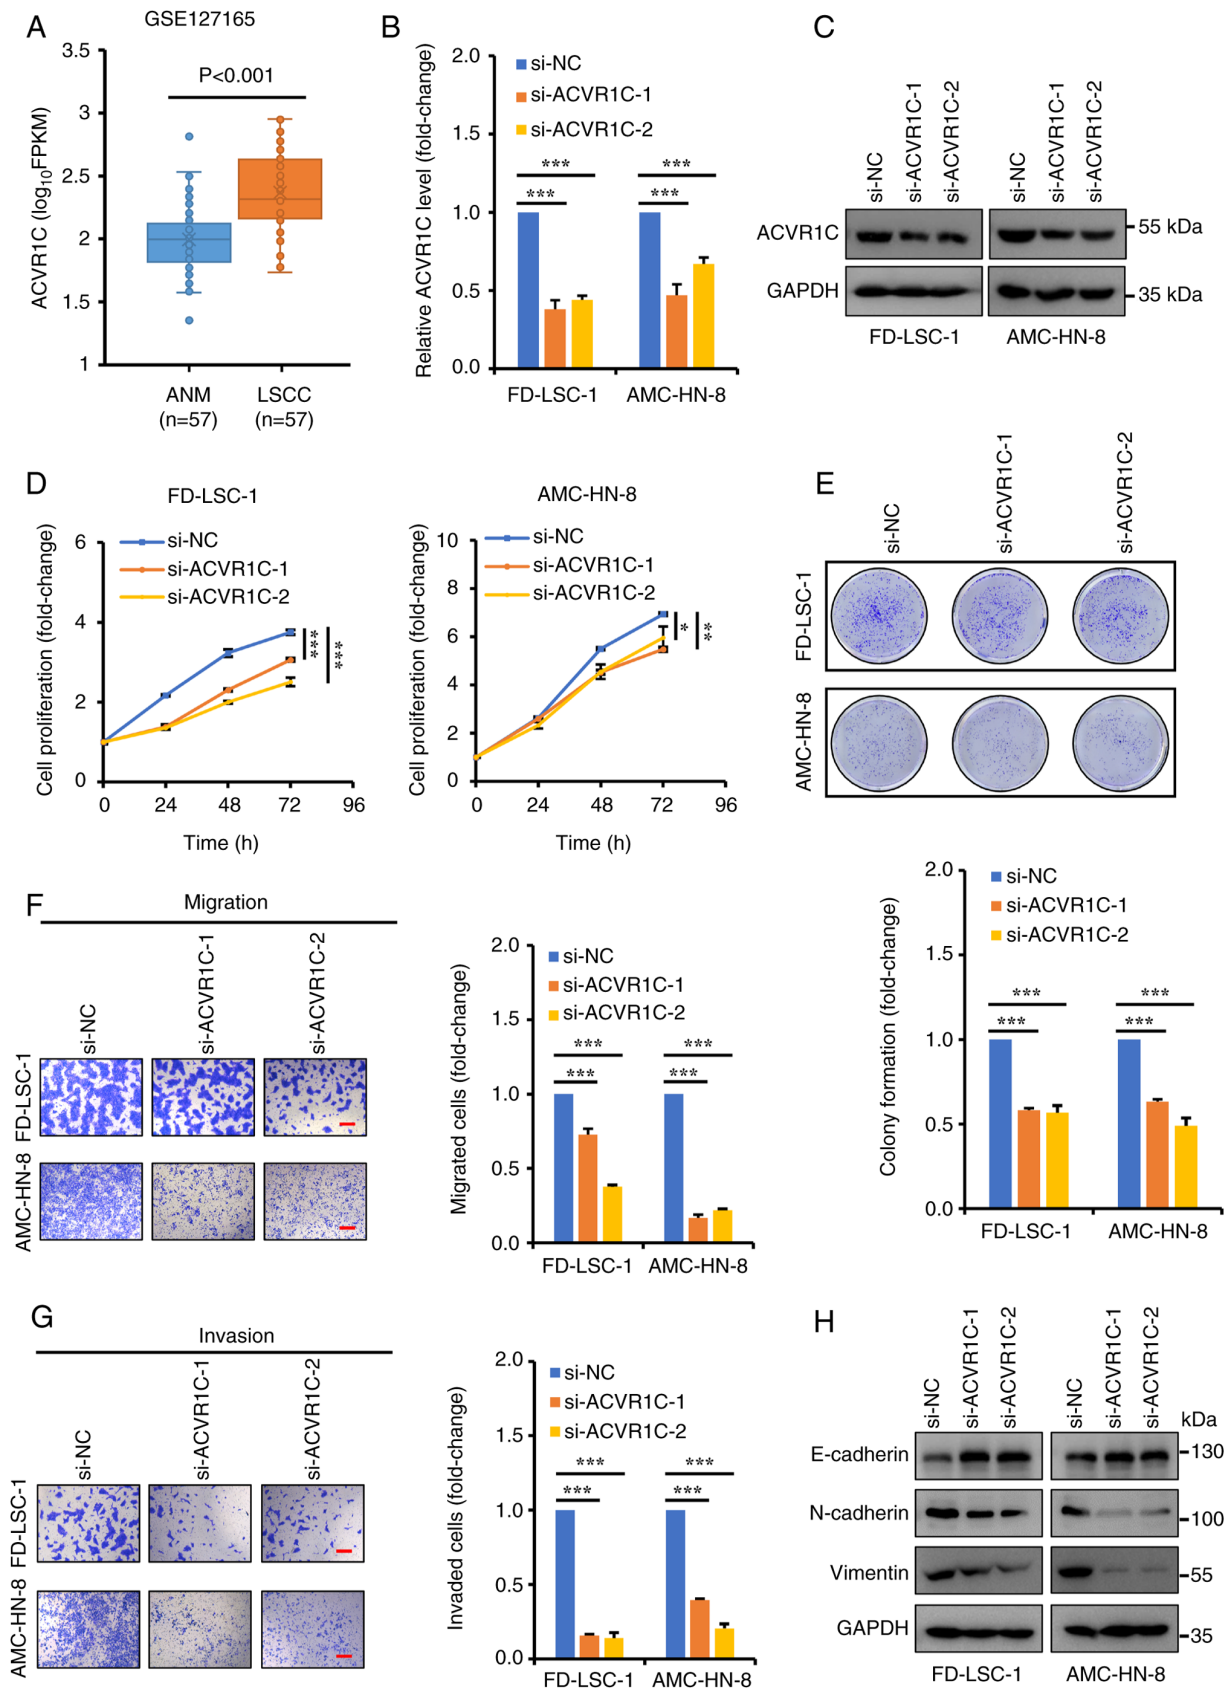 A
GSE127165
ACVR1C (log10FPKM)
3.5
3
2.5
2
1.5
1
P<0.001
ANM
(n=57)
LSCC
(n=57)
B
Relative ACVR1C level (fold-change)
2.0
1.5
1.0
0.5
0.0
si-NC
si-ACVR1C-1
si-ACVR1C-2
***
***
***
***
FD-LSC-1
AMC-HN-8
C
si-NC
si-ACVR1C-1
si-ACVR1C-2
si-NC
si-ACVR1C-1
si-ACVR1C-2
ACVR1C
GAPDH
55 kDa
35 kDa
FD-LSC-1
AMC-HN-8
D
FD-LSC-1
Cell proliferation (fold-change)
6
4
2
0
si-NC
si-ACVR1C-1
si-ACVR1C-2
***
***
0 24 48 72 96
Time (h)
AMC-HN-8
Cell proliferation (fold-change)
10
8
6
4
2
0
si-NC
si-ACVR1C-1
si-ACVR1C-2
*
**
0 24 48 72 96
Time (h)
E
si-NC
si-ACVR1C-1
si-ACVR1C-2
FD-LSC-1
AMC-HN-8
Colony formation (fold-change)
2.0
1.5
1.0
0.5
0.0
si-NC
si-ACVR1C-1
si-ACVR1C-2
***
***
***
***
FD-LSC-1
AMC-HN-8
F
Migration
si-NC
si-ACVR1C-1
si-ACVR1C-2
FD-LSC-1
AMC-HN-8
Migrated cells (fold-change)
2.0
1.5
1.0
0.5
0.0
si-NC
si-ACVR1C-1
si-ACVR1C-2
***
***
***
***
FD-LSC-1
AMC-HN-8
G
Invasion
si-NC
si-ACVR1C-1
si-ACVR1C-2
FD-LSC-1
AMC-HN-8
Invaded cells (fold-change)
2.0
1.5
1.0
0.5
0.0
si-NC
si-ACVR1C-1
si-ACVR1C-2
***
***
***
***
FD-LSC-1
AMC-HN-8
H
si-NC
si-ACVR1C-1
si-ACVR1C-2
si-NC
si-ACVR1C-1
si-ACVR1C-2
kDa
E-cadherin
130
N-cadherin
100
Vimentin
55
GAPDH
35
FD-LSC-1
AMC-HN-8